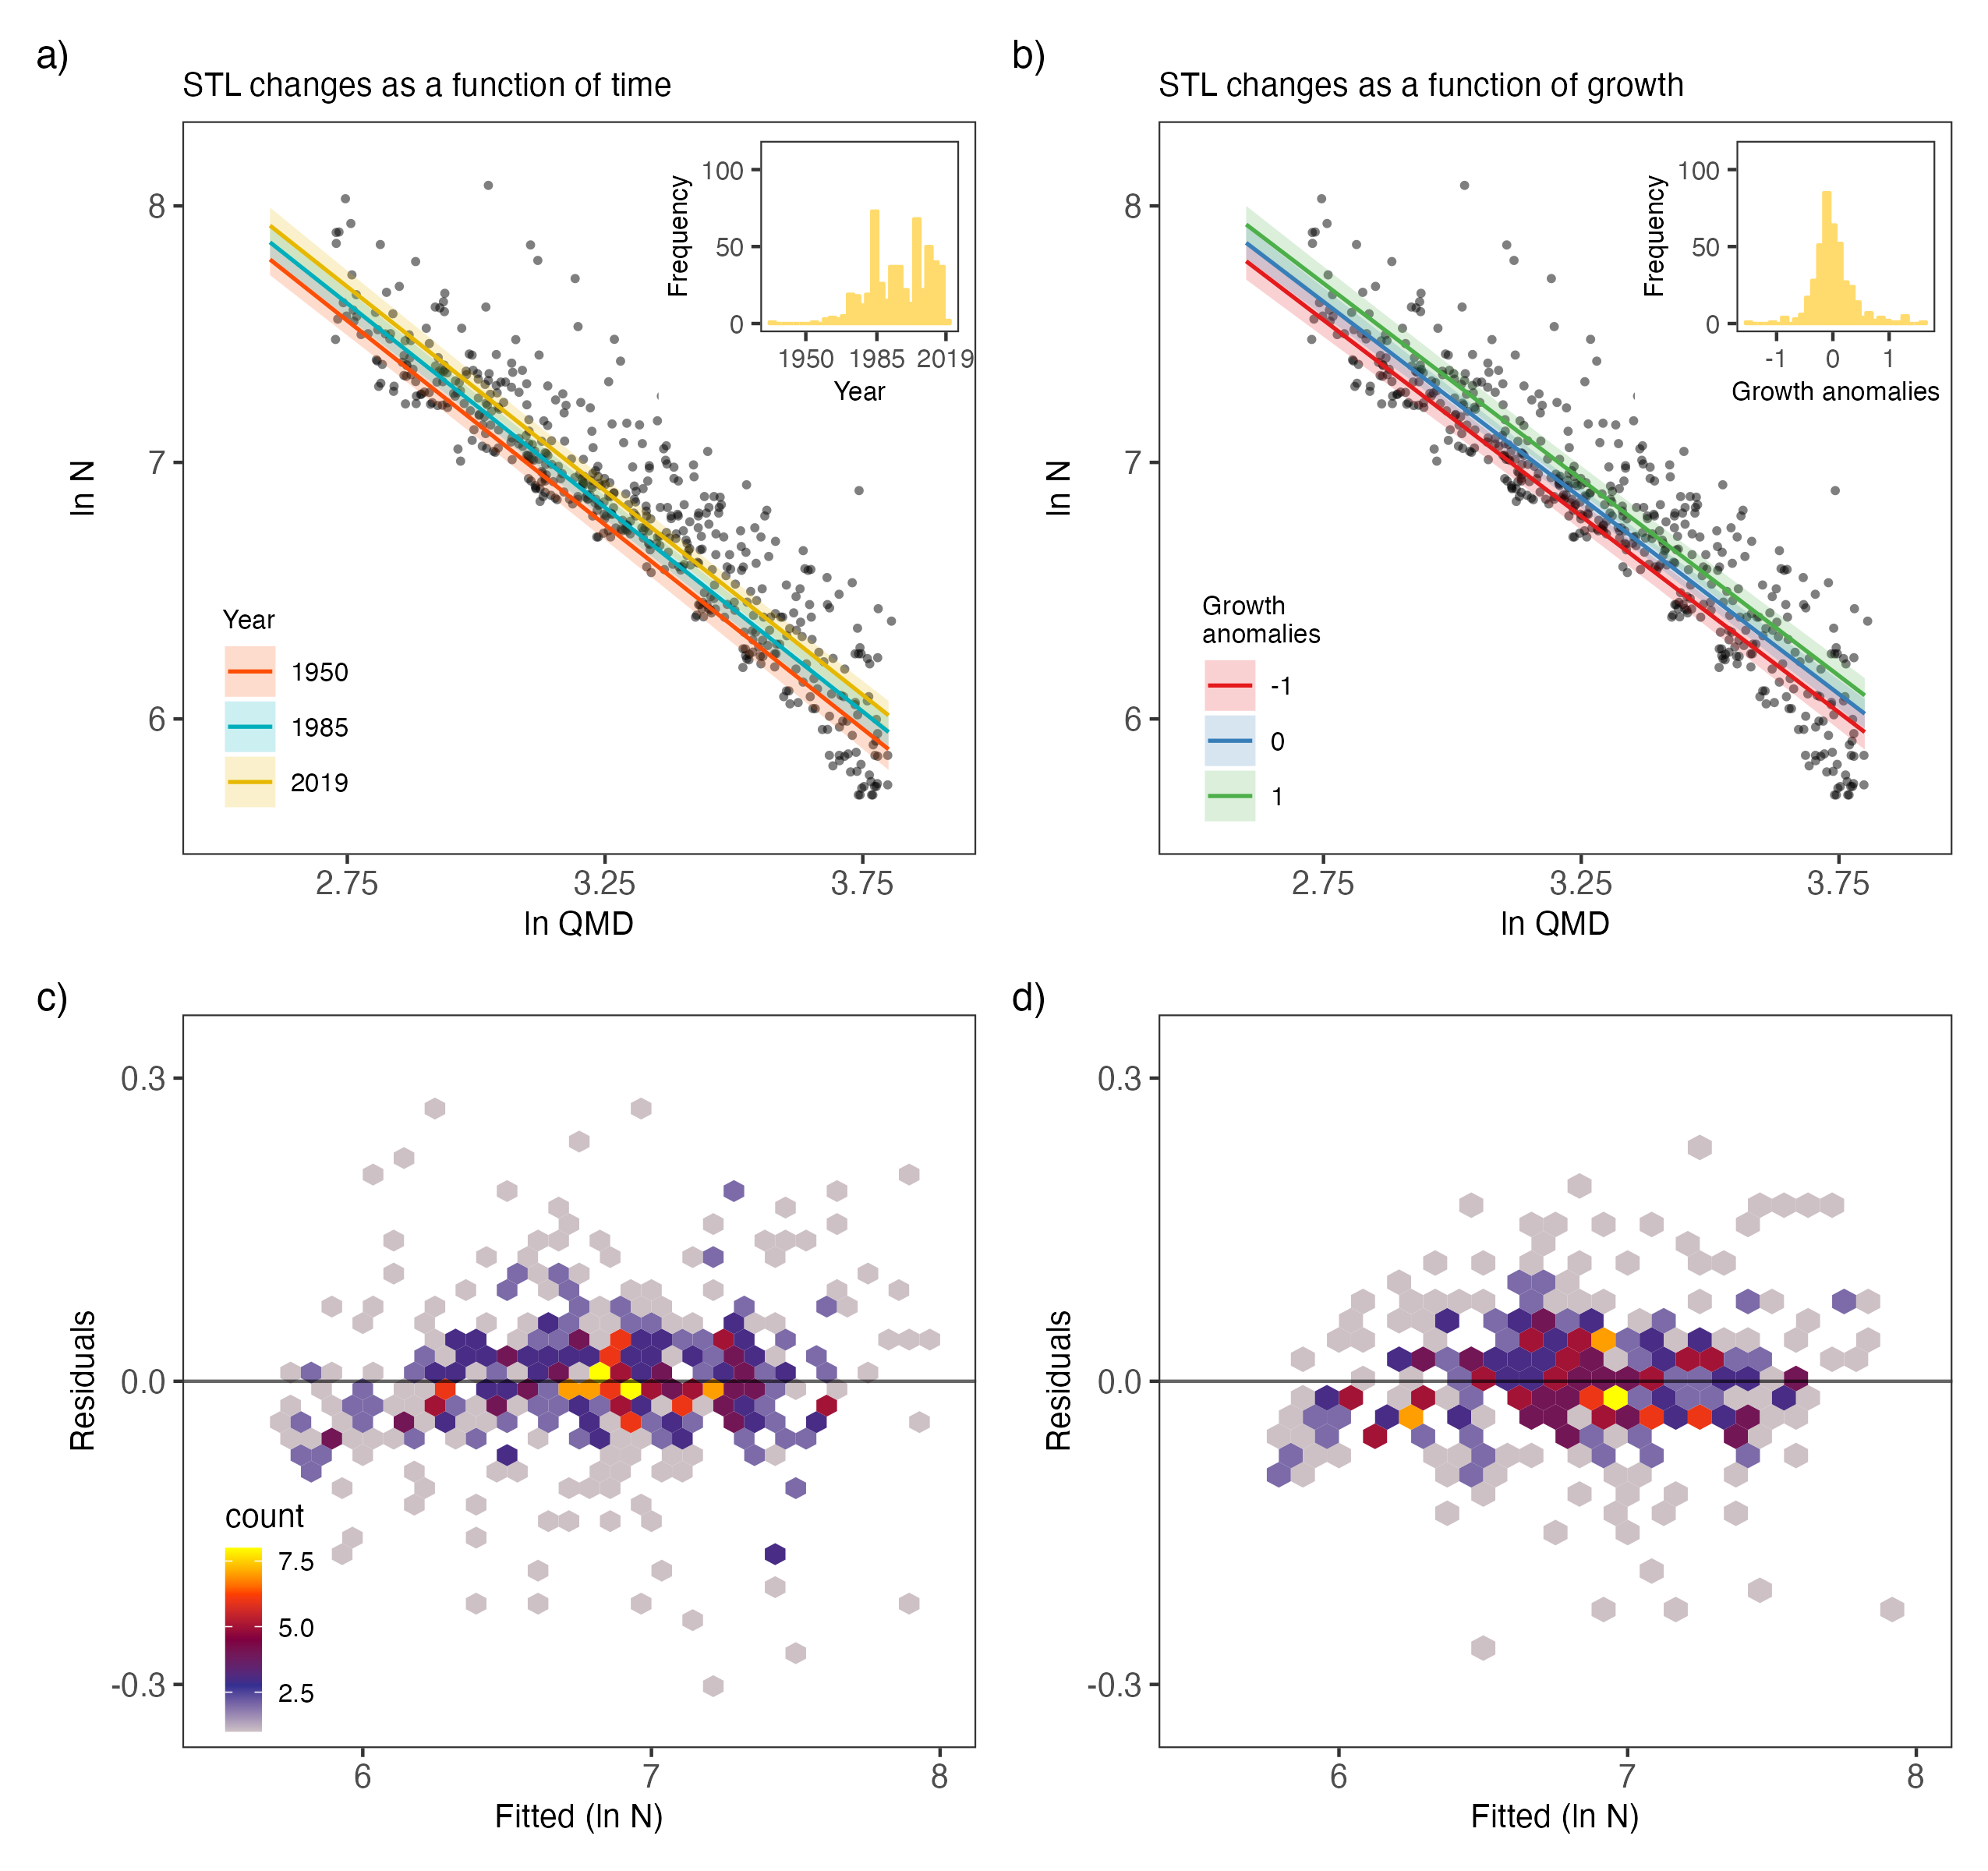 a)
STL changes as a function of time
8
7
6
ln N
2.75
3.25
3.75
ln QMD
Year
1950
1985
2019
100
50
0
Frequency
1950
1985
2019
Year
b)
STL changes as a function of growth
8
7
6
ln N
2.75
3.25
3.75
ln QMD
Growth
anomalies
-1
0
1
100
50
0
Frequency
-1
0
1
Growth anomalies
c)
0.3
0.0
-0.3
Residuals
count
7.5
5.0
2.5
6
7
8
Fitted (ln N)
d)
0.3
0.0
-0.3
Residuals
6
7
8
Fitted (ln N)